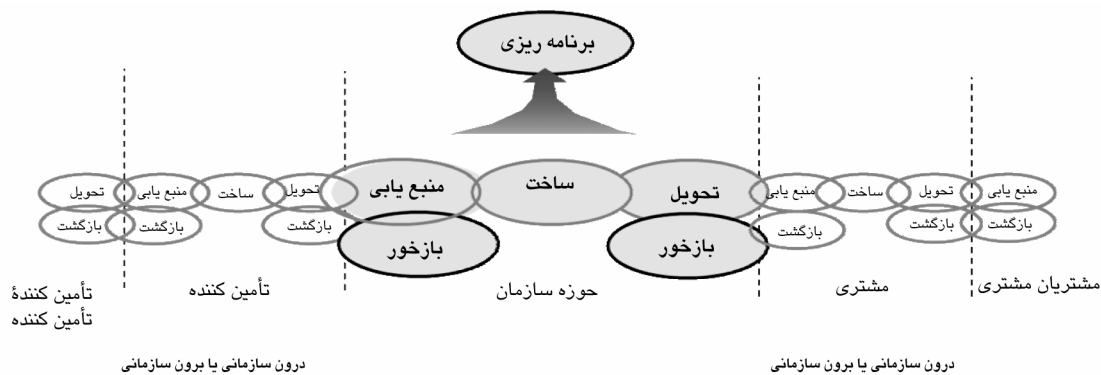 برنامه ریزی
تحویل
منبع یابی
ساخت
تحویل
منبع یابی
ساخت
تحویل
منبع یابی
ساخت
تحویل
منبع یابی
بازگشت
بازگشت
بازگشت
بازخور
بازخور
بازگشت
بازگشت
بازگشت
تأمین کنندۀ
تأمین کننده
تأمین کننده
حوزه سازمان
مشتری
مشتریان مشتری
درون سازمانی یا برون سازمانی
درون سازمانی یا برون سازمانی